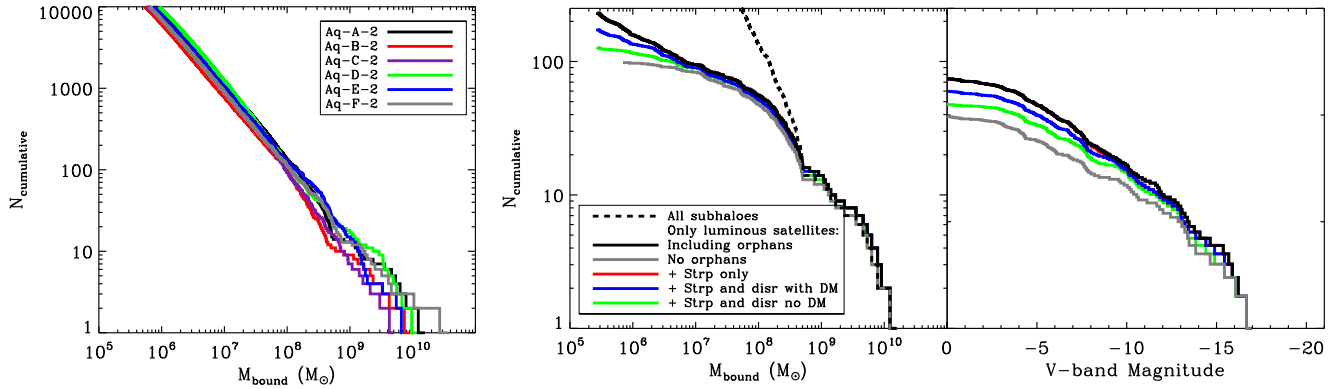 Aq-A-2
Aq-B-2
Aq-C-2
Aq-D-2
Aq-E-2
Aq-F-2
10000
1000
100
10
1
N_cumulative
10^5 10^6 10^7 10^8 10^9 10^10
M_bound (M_⊙)
100
10
1
N_cumulative
All subhaloes
Only luminous satellites:
Including orphans
No orphans
+ Strp only
+ Strp and disr with DM
+ Strp and disr no DM
10^5 10^6 10^7 10^8 10^9 10^10
M_bound (M_⊙)
0 -5 -10 -15 -20
V-band Magnitude